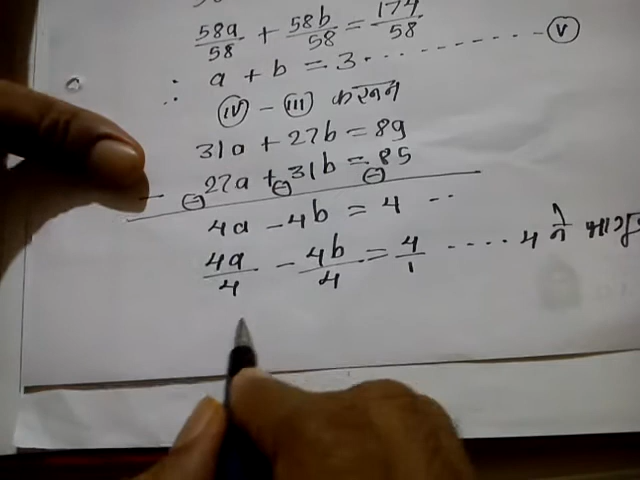 58a/58 + 58b/58 = 174/58
∴ a + b = 3 ------------ (V)
(IV) - (III) करून
31a + 27b = 89
- 27a + 31b = 85
(-) (-) (-)
4a - 4b = 4 --
4a/4 - 4b/4 = 4/1 ---- 4 ने